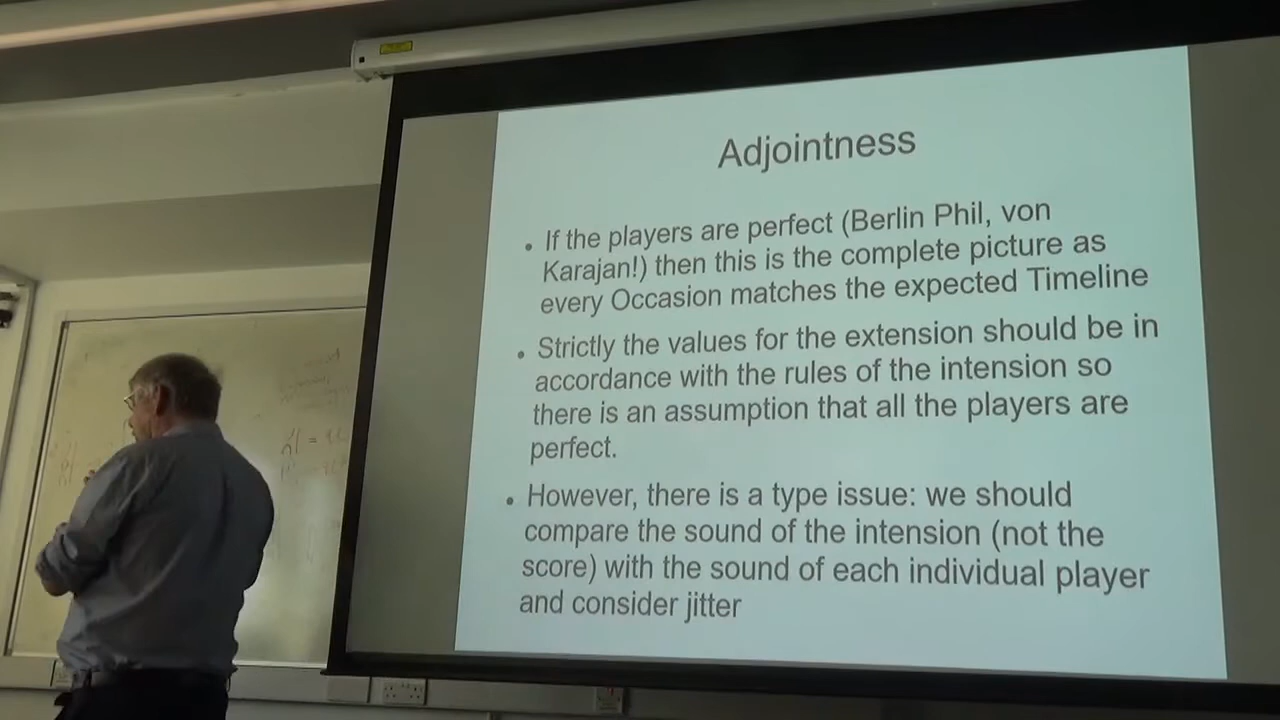 Adjointness
• If the players are perfect (Berlin Phil, von
Karajan!) then this is the complete picture as
every Occasion matches the expected Timeline
• Strictly the values for the extension should be in
accordance with the rules of the intension so
there is an assumption that all the players are
perfect.
• However, there is a type issue: we should
compare the sound of the intension (not the
score) with the sound of each individual player
and consider jitter